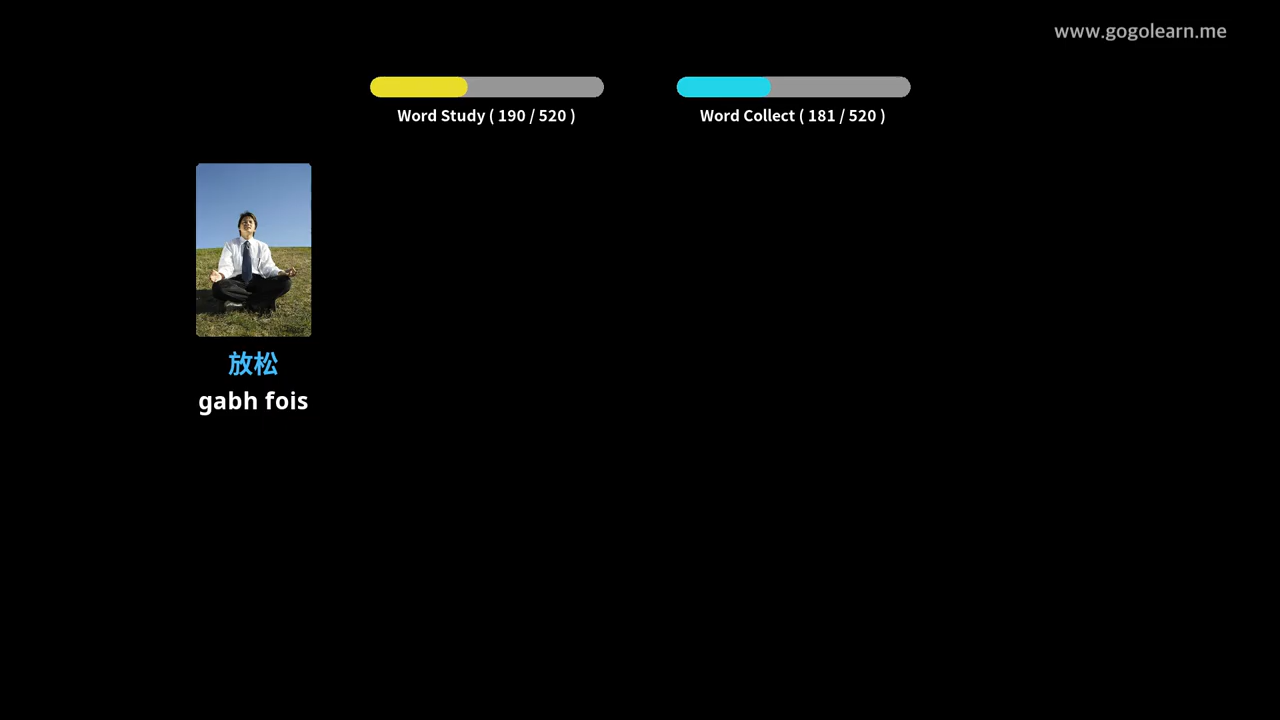 www.gogolearn.me
Word Study ( 190 / 520 )
Word Collect ( 181 / 520 )
放松
gabh fois